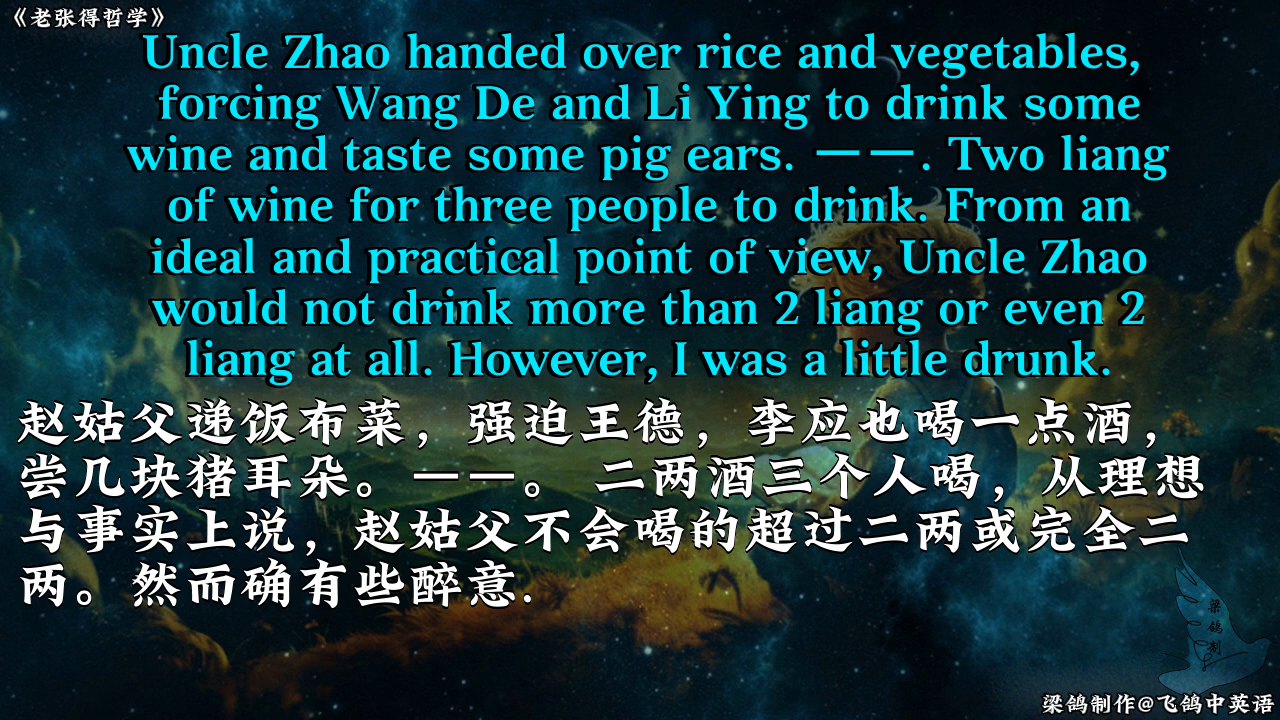 《老张得哲学》
Uncle Zhao handed over rice and vegetables,
forcing Wang De and Li Ying to drink some
wine and taste some pig ears. ——. Two liang
of wine for three people to drink. From an
ideal and practical point of view, Uncle Zhao
would not drink more than 2 liang or even 2
liang at all. However, I was a little drunk.
赵姑父递饭布菜，强迫王德，李应也喝一点酒，
尝几块猪耳朵。——。 二两酒三个人喝，从理想
与事实上说，赵姑父不会喝的超过二两或完全二
两。然而确有些醉意.
梁
鸽
制
梁鸽制作@飞鸽中英语